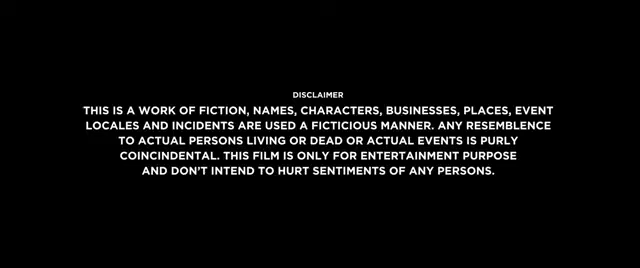 DISCLAIMER
THIS IS A WORK OF FICTION, NAMES, CHARACTERS, BUSINESSES, PLACES, EVENT
LOCALES AND INCIDENTS ARE USED A FICTICIOUS MANNER. ANY RESEMBLENCE
TO ACTUAL PERSONS LIVING OR DEAD OR ACTUAL EVENTS IS PURLY
COINCINDENTAL. THIS FILM IS ONLY FOR ENTERTAINMENT PURPOSE
AND DON'T INTEND TO HURT SENTIMENTS OF ANY PERSONS.